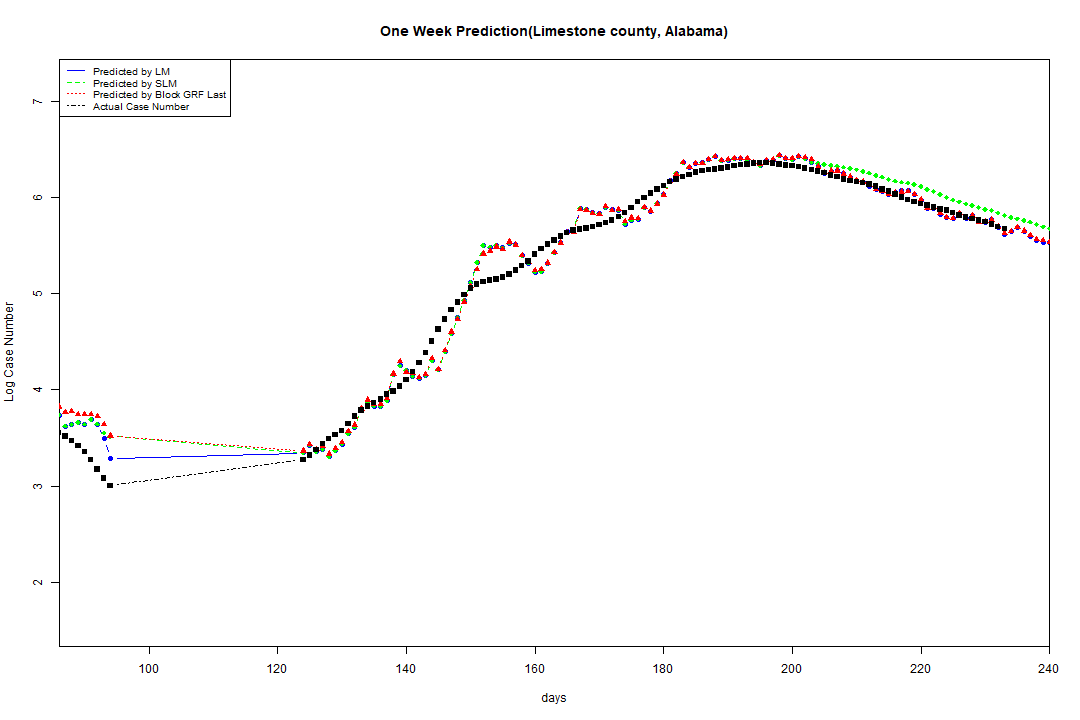 One Week Prediction(Limestone county, Alabama)
Predicted by LM
Predicted by SLM
Predicted by Block GRF Last
Actual Case Number
Log Case Number
7
6
5
4
3
2
100 120 140 160 180 200 220 240
days